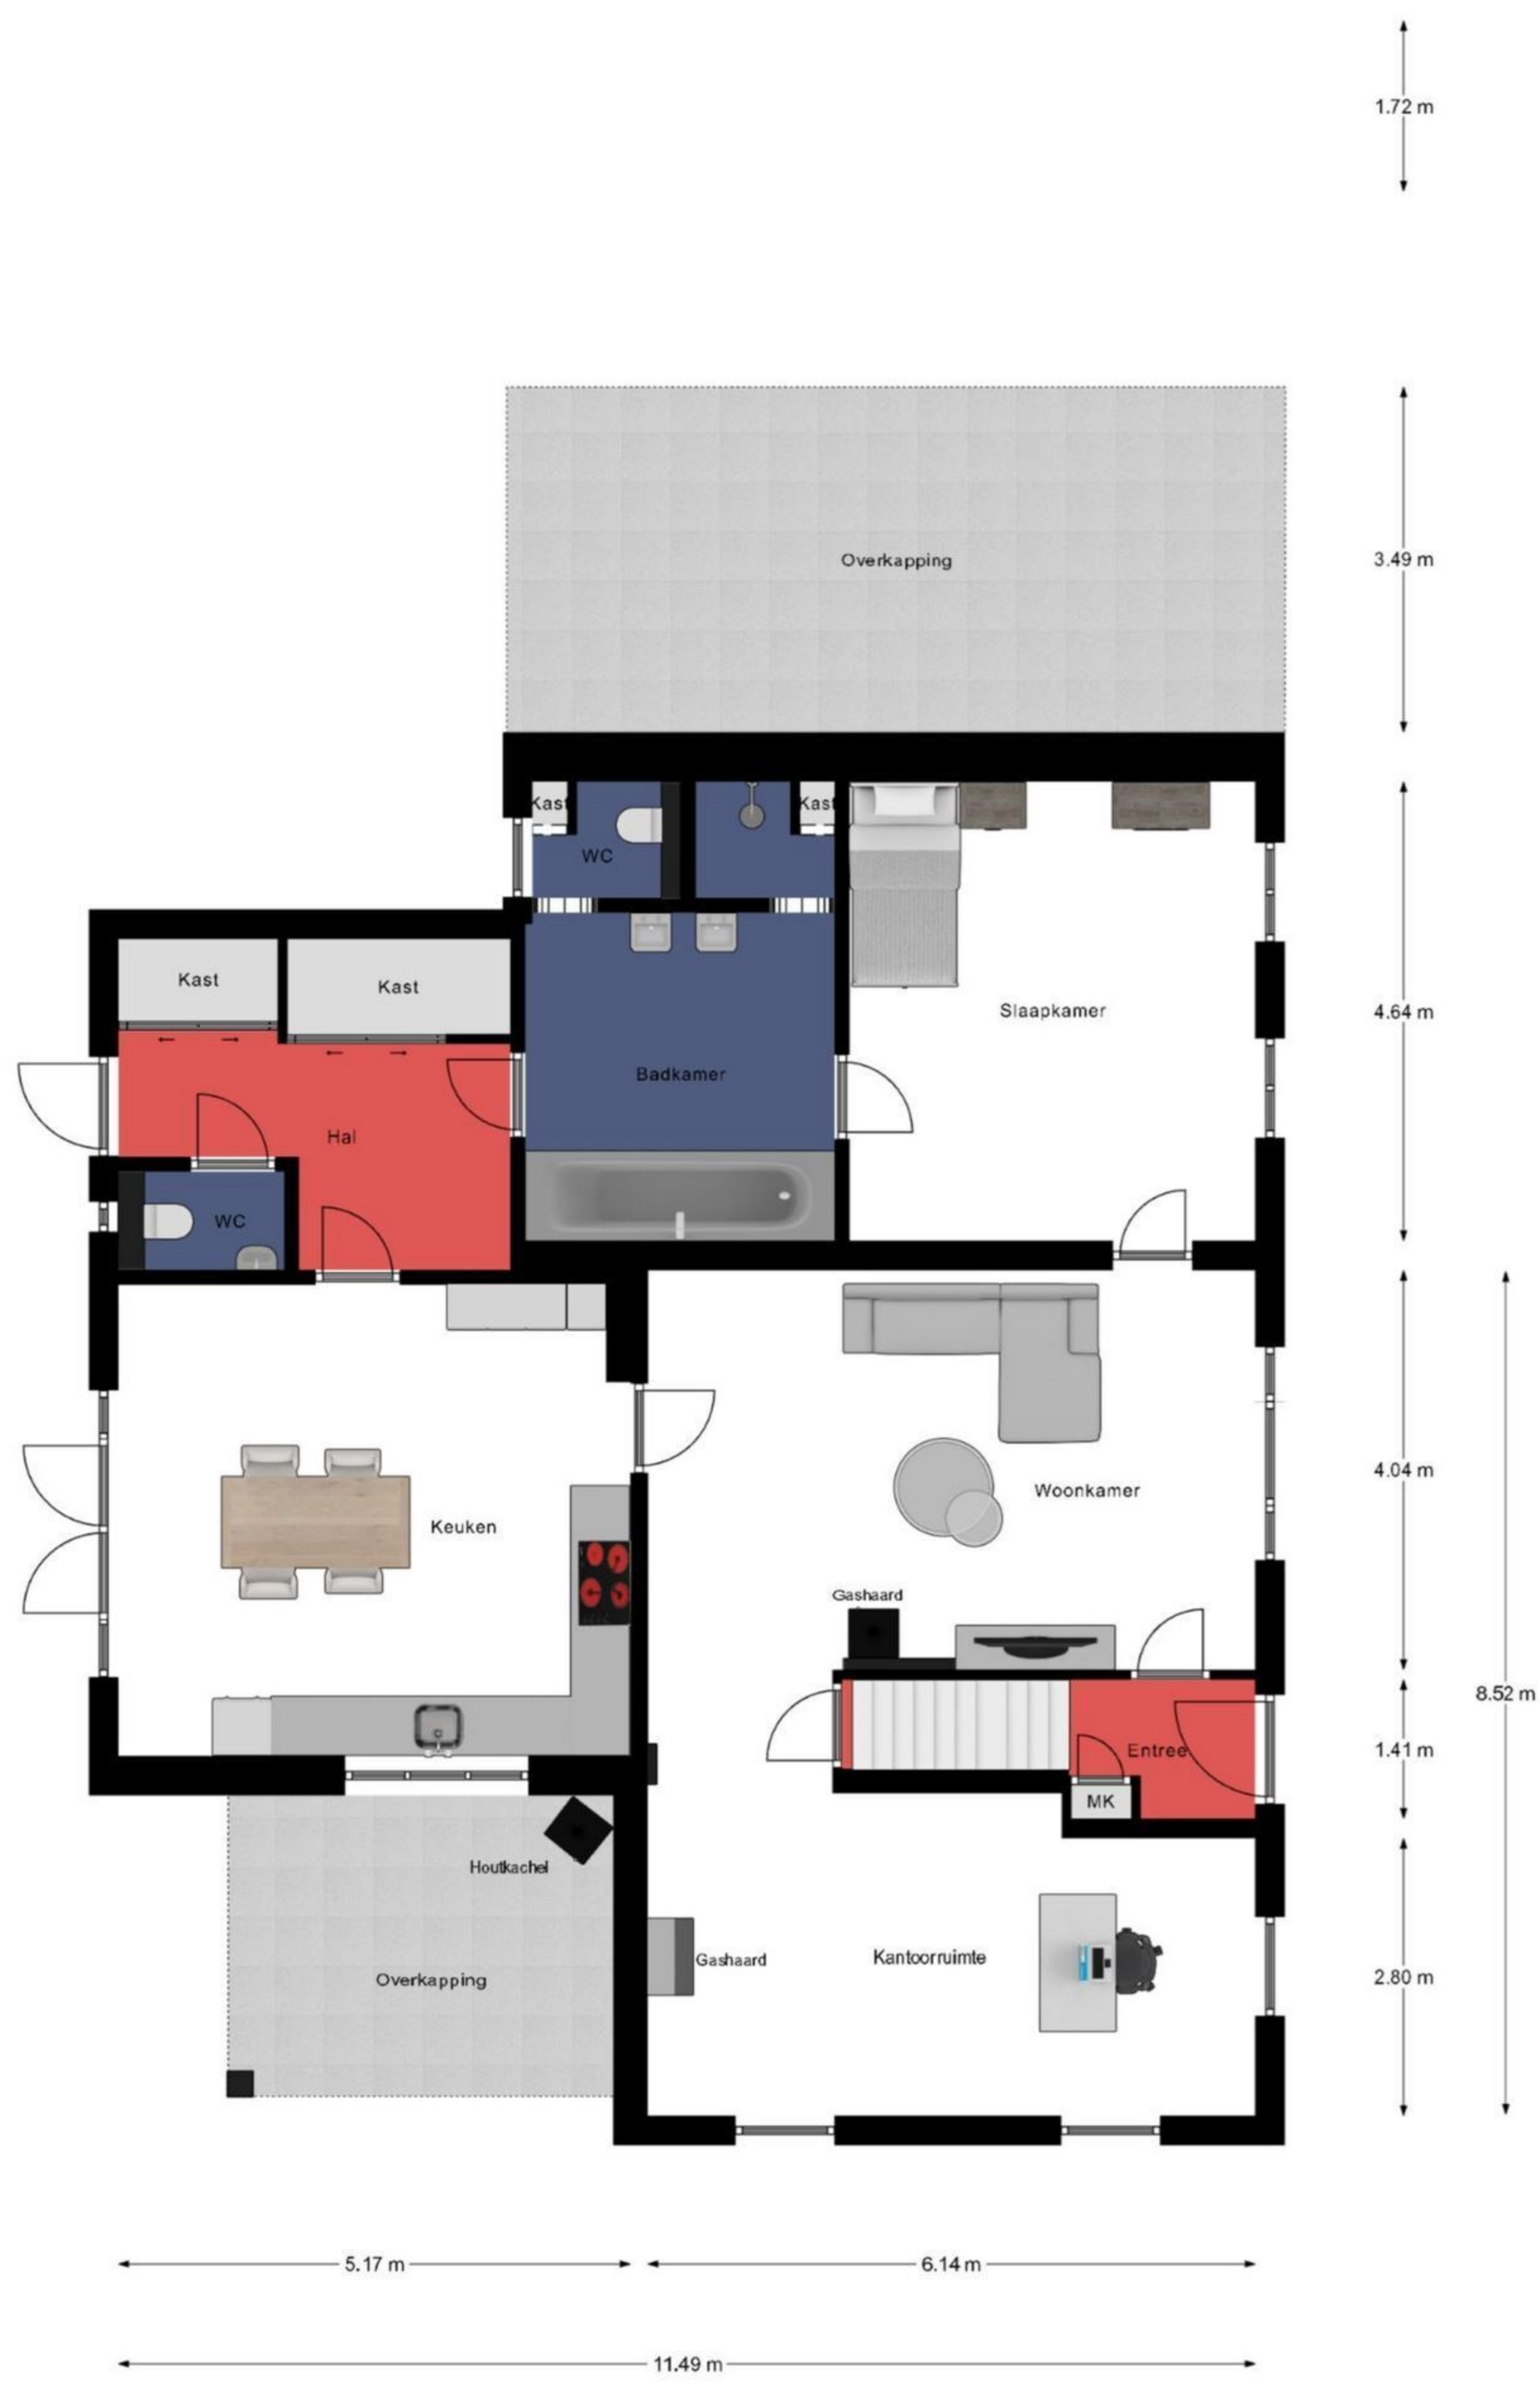 1.72 m
Overkapping
3.49 m
Kast
Kast
WC
Kast
Kast
Slaapkamer
4.64 m
Badkamer
Hal
WC
Woonkamer
4.04 m
Keuken
Gashaard
8.52 m
Entree
1.41 m
MK
Houtkachel
Gashaard
Kantoorruimte
Overkapping
2.80 m
5.17 m
6.14 m
11.49 m